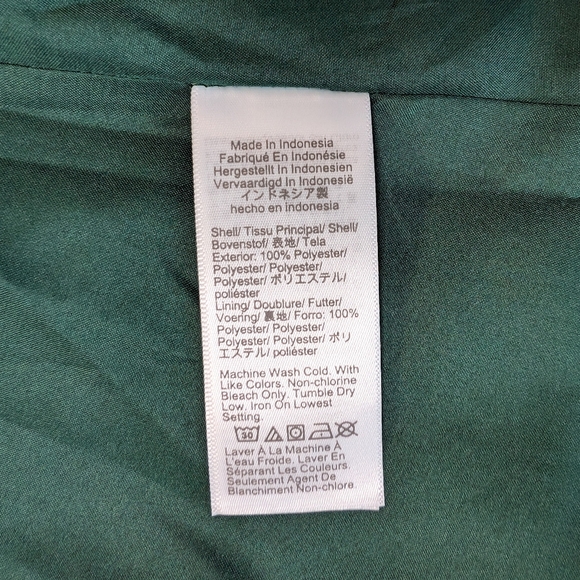 Made In Indonesia
Fabriqué En Indonésie
Hergestellt In Indonesien
Vervaardigd In Indonesië
インドネシア製
hecho en indonesia
Shell/ Tissu Principal/ Shell/
Bovenstof/ 表地/ Tela
Exterior: 100% Polyester/
Polyester/ Polyester/
Polyester/ ポリエステル/
poliéster
Lining/ Doublure/ Futter/
Voering/ 裏地/ Forro: 100%
Polyester/ Polyester/
Polyester/ Polyester/ ポリ
エステル/ poliéster
Machine Wash Cold. With
Like Colors. Non-chlorine
Bleach Only. Tumble Dry
Low. Iron On Lowest
Setting.
30
Laver À La Machine À
L'eau Froide. Laver En
Séparant Les Couleurs.
Seulement Agent De
Blanchiment Non-Chlorant.